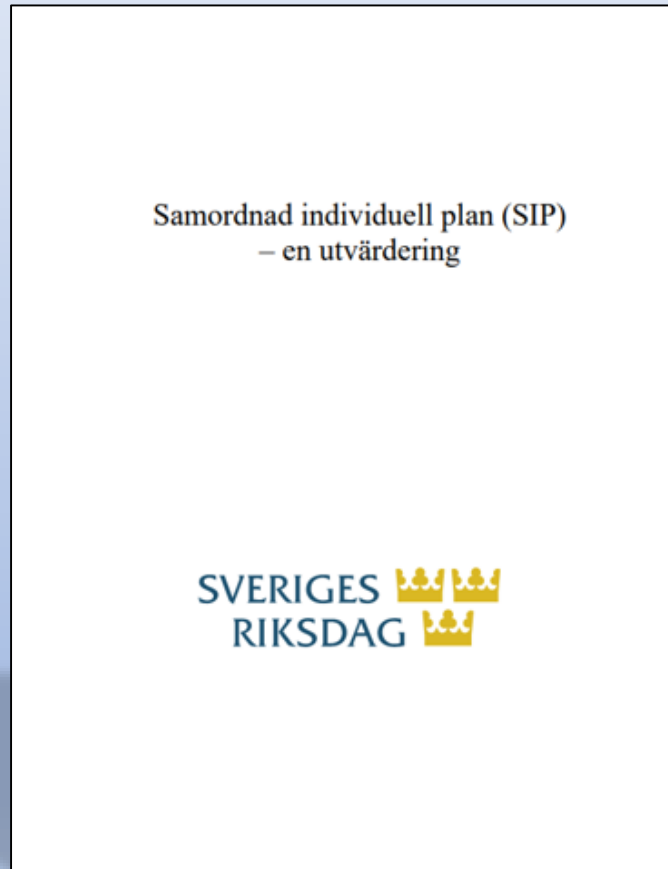 Samordnad individuell plan (SIP)
– en utvärdering
SVERIGES
RIKSDAG